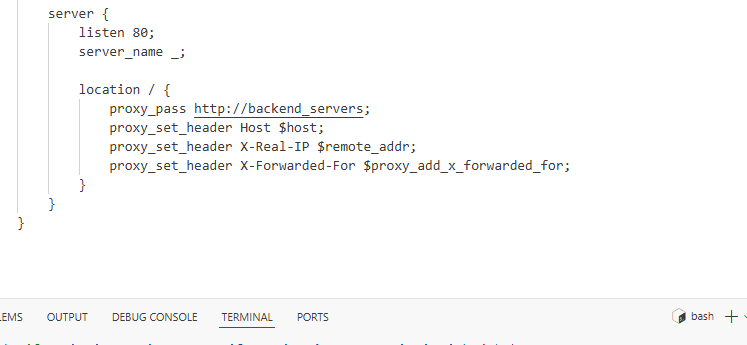 server {
listen 80;
server_name _;
location / {
proxy_pass http://backend_servers;
proxy_set_header Host $host;
proxy_set_header X-Real-IP $remote_addr;
proxy_set_header X-Forwarded-For $proxy_add_x_forwarded_for;
}
}
}
LEMS OUTPUT DEBUG CONSOLE TERMINAL PORTS bash